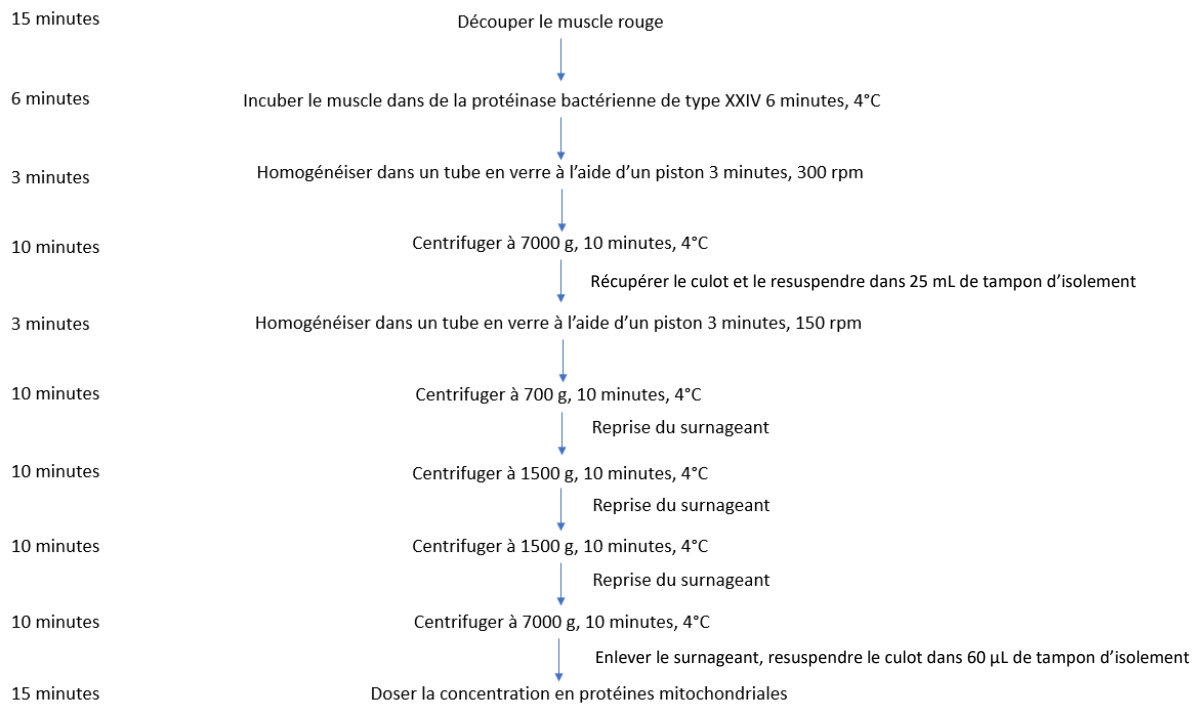 15 minutes
Découper le muscle rouge
6 minutes
Incuber le muscle dans de la protéinase bactérienne de type XXIV 6 minutes, 4°C
3 minutes
Homogénéiser dans un tube en verre à l'aide d'un piston 3 minutes, 300 rpm
10 minutes
Centrifuger à 7000 g, 10 minutes, 4°C
Récupérer le culot et le resuspendre dans 25 mL de tampon d'isolement
3 minutes
Homogénéiser dans un tube en verre à l'aide d'un piston 3 minutes, 150 rpm
10 minutes
Centrifuger à 700 g, 10 minutes, 4°C
Reprise du surnageant
10 minutes
Centrifuger à 1500 g, 10 minutes, 4°C
Reprise du surnageant
10 minutes
Centrifuger à 1500 g, 10 minutes, 4°C
Reprise du surnageant
10 minutes
Centrifuger à 7000 g, 10 minutes, 4°C
Enlever le surnageant, resuspendre le culot dans 60 µL de tampon d'isolement
15 minutes
Doser la concentration en protéines mitochondriales